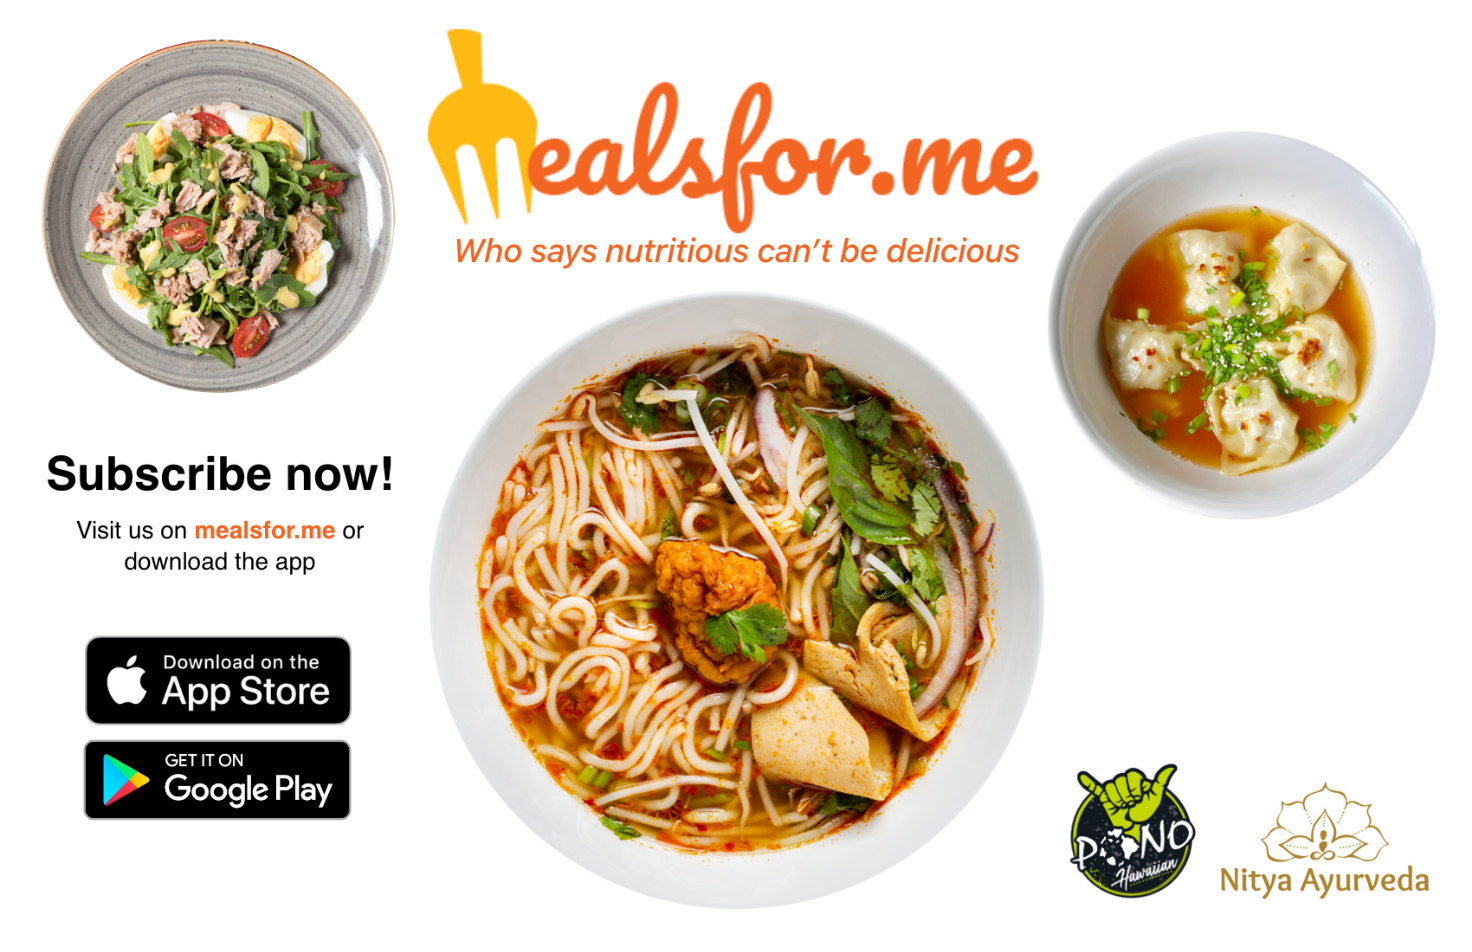 mealsfor.me
Who says nutritious can't be delicious
Subscribe now!
Visit us on mealsfor.me or
download the app
Download on the
App Store
GET IT ON
Google Play
PONO
Hawaiian
Nitya Ayurveda